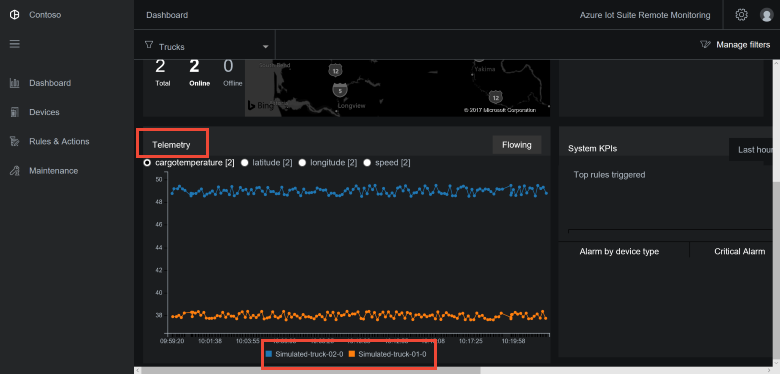 Contoso
Dashboard
Azure Iot Suite Remote Monitoring
Trucks
Manage filters
Dashboard
Devices
Rules & Actions
Maintenance
2 2 0
Total Online Offline
12
5
Yakima
12
Longview
bing
© 2017 Microsoft Corporation
Telemetry
Flowing
cargotemperature [2] latitude [2] longitude [2] speed [2]
50
48
46
44
42
40
38
09:59:20 10:01:38 10:03:55 10:17:25 10:19:58
Simulated-truck-02-0 Simulated-truck-01-0
System KPIs
Last hour
Top rules triggered
Alarm by device type Critical Alarm